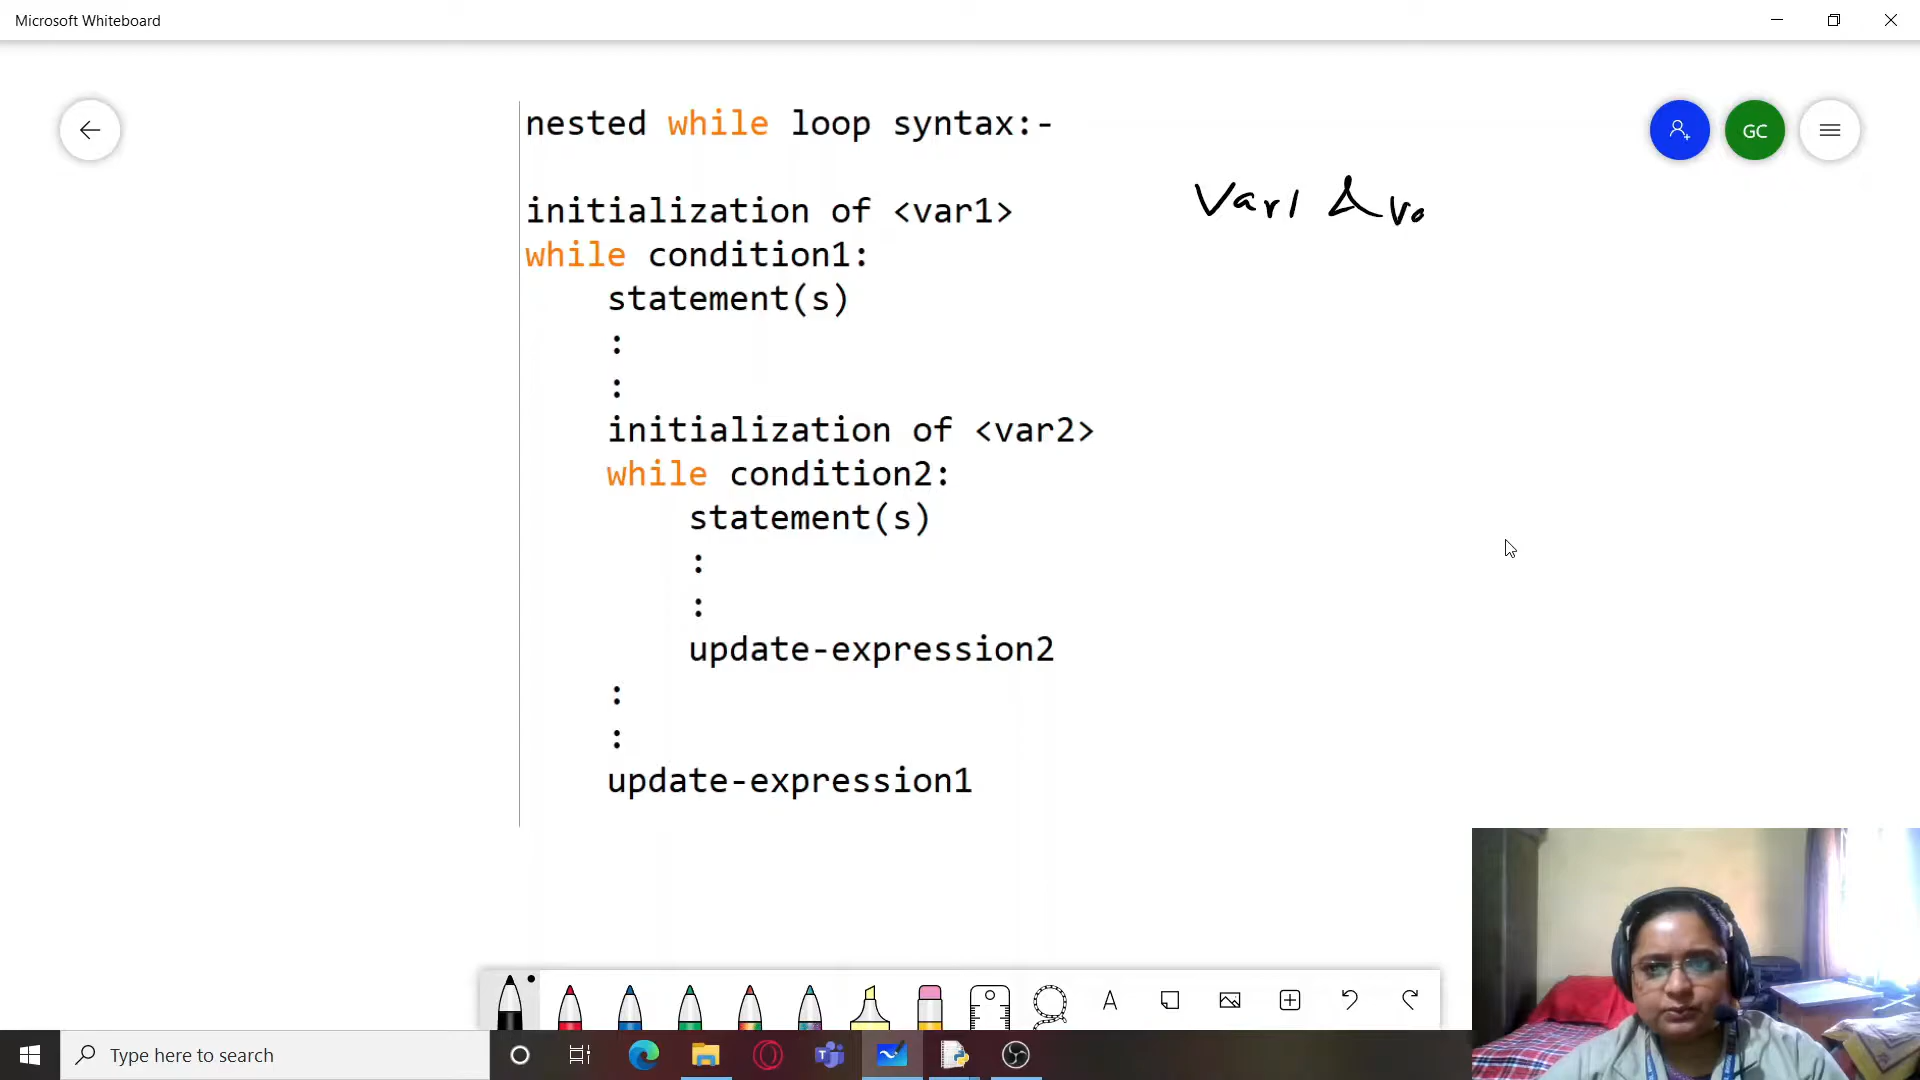 Microsoft Whiteboard
GC
nested while loop syntax:-
initialization of <var1>
Var1 & va
while condition1:
statement(s)
:
:
initialization of <var2>
while condition2:
statement(s)
:
:
update-expression2
:
:
update-expression1
A
Type here to search